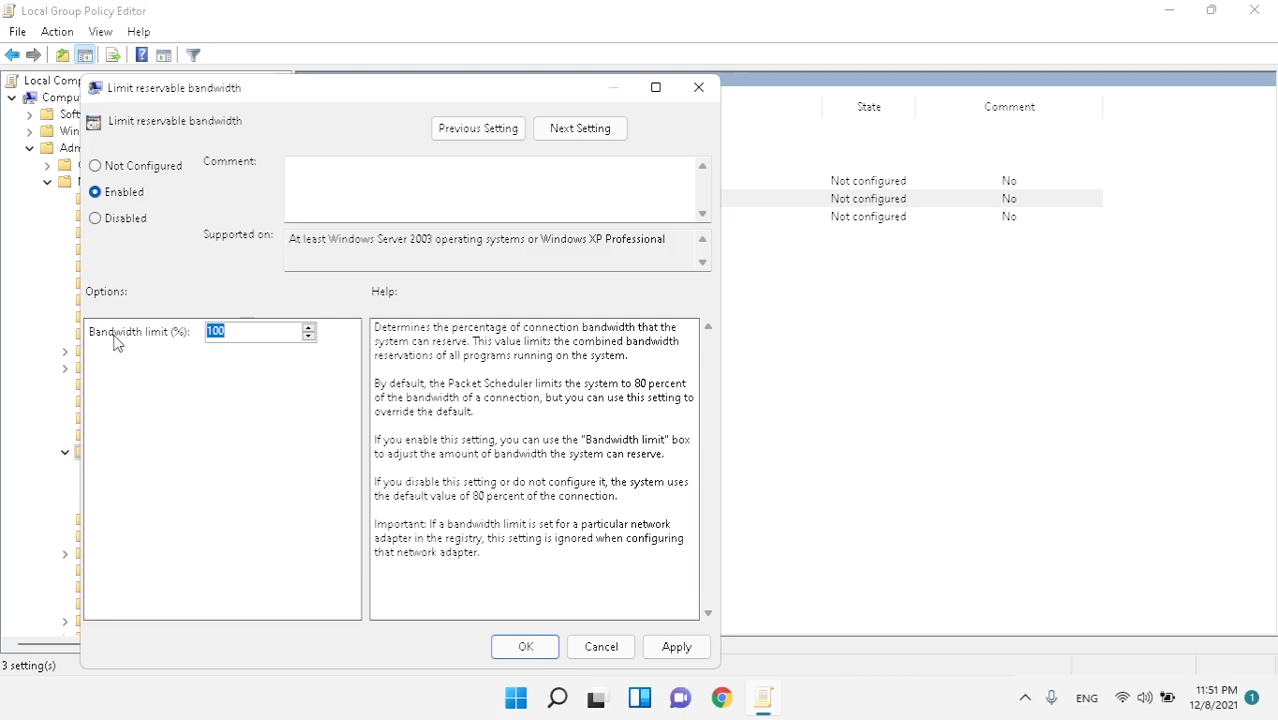 Local Group Policy Editor
File Action View Help
Local Comp
Compu
Soft
Win
Adm
Limit reservable bandwidth
Limit reservable bandwidth
Previous Setting Next Setting
Not Configured
Enabled
Disabled
Comment:
Supported on:
At least Windows Server 2003 operating systems or Windows XP Professional
Options:
Help:
Bandwidth limit (%): 100
Determines the percentage of connection bandwidth that the
system can reserve. This value limits the combined bandwidth
reservations of all programs running on the system.
By default, the Packet Scheduler limits the system to 80 percent
of the bandwidth of a connection, but you can use this setting to
override the default.
If you enable this setting, you can use the "Bandwidth limit" box
to adjust the amount of bandwidth the system can reserve.
If you disable this setting or do not configure it, the system uses
the default value of 80 percent of the connection.
Important: If a bandwidth limit is set for a particular network
adapter in the registry, this setting is ignored when configuring
that network adapter.
OK Cancel Apply
State Comment
Not configured No
Not configured No
Not configured No
3 setting(s)
ENG
11:51 PM
12/8/2021
1